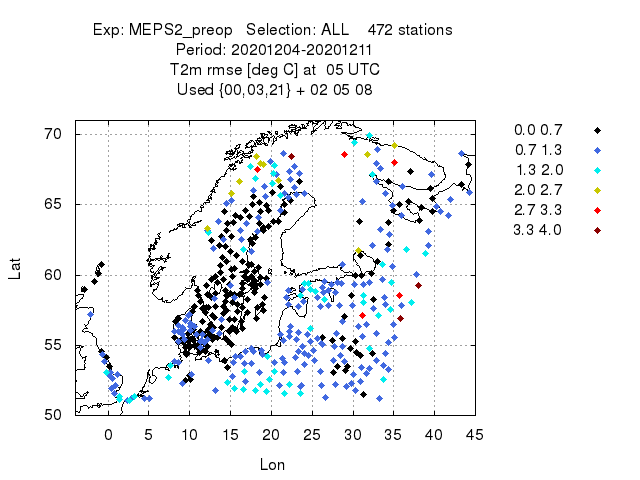 Exp: MEPS2_preop   Selection: ALL    472 stations
Period: 20201204-20201211
T2m rmse [deg C] at  05 UTC
Used {00,03,21} + 02 05 08
70
65
60
55
50
Lat
0 5 10 15 20 25 30 35 40 45
Lon
0.0 0.7
0.7 1.3
1.3 2.0
2.0 2.7
2.7 3.3
3.3 4.0